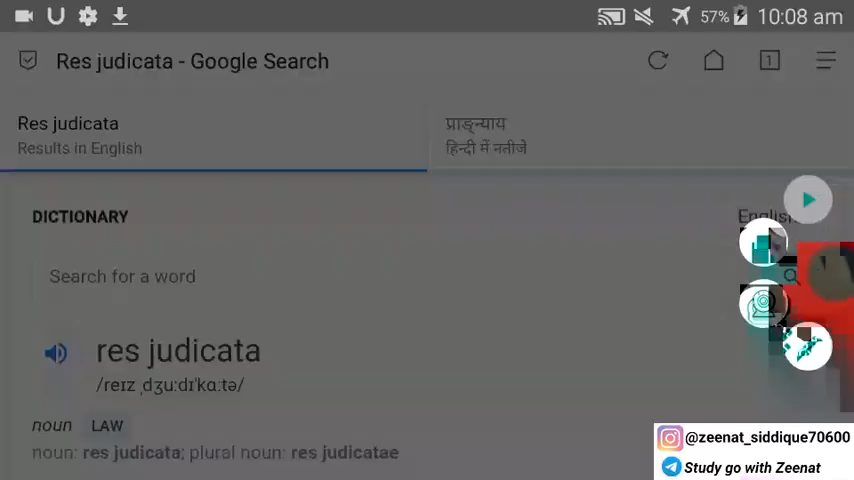 57% 10:08 am
Res judicata - Google Search 1
Res judicata
Results in English
प्राङ्न्याय
हिन्दी में नतीजे
DICTIONARY
English
Search for a word
res judicata
/reɪz ˌdʒuːdɪˈkɑːtə/
noun LAW
noun: res judicata; plural noun: res judicatae
@zeenat_siddique70600
Study go with Zeenat